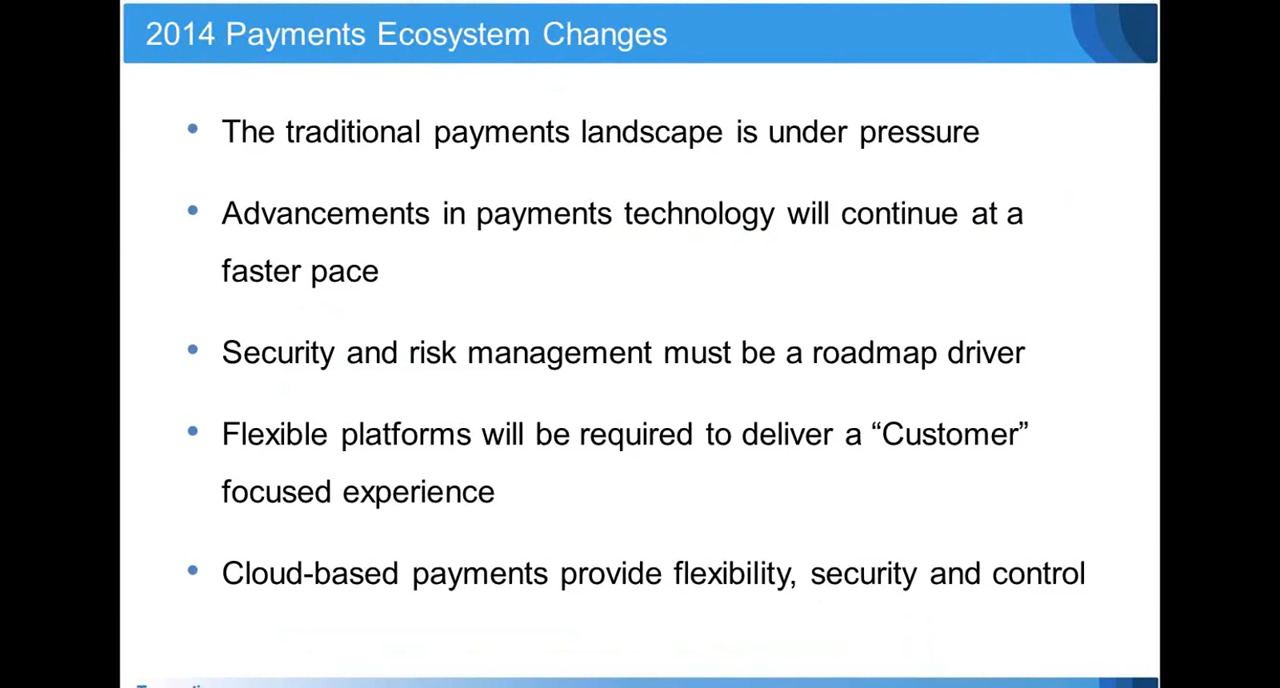 2014 Payments Ecosystem Changes
• The traditional payments landscape is under pressure
• Advancements in payments technology will continue at a
faster pace
• Security and risk management must be a roadmap driver
• Flexible platforms will be required to deliver a “Customer”
focused experience
• Cloud-based payments provide flexibility, security and control